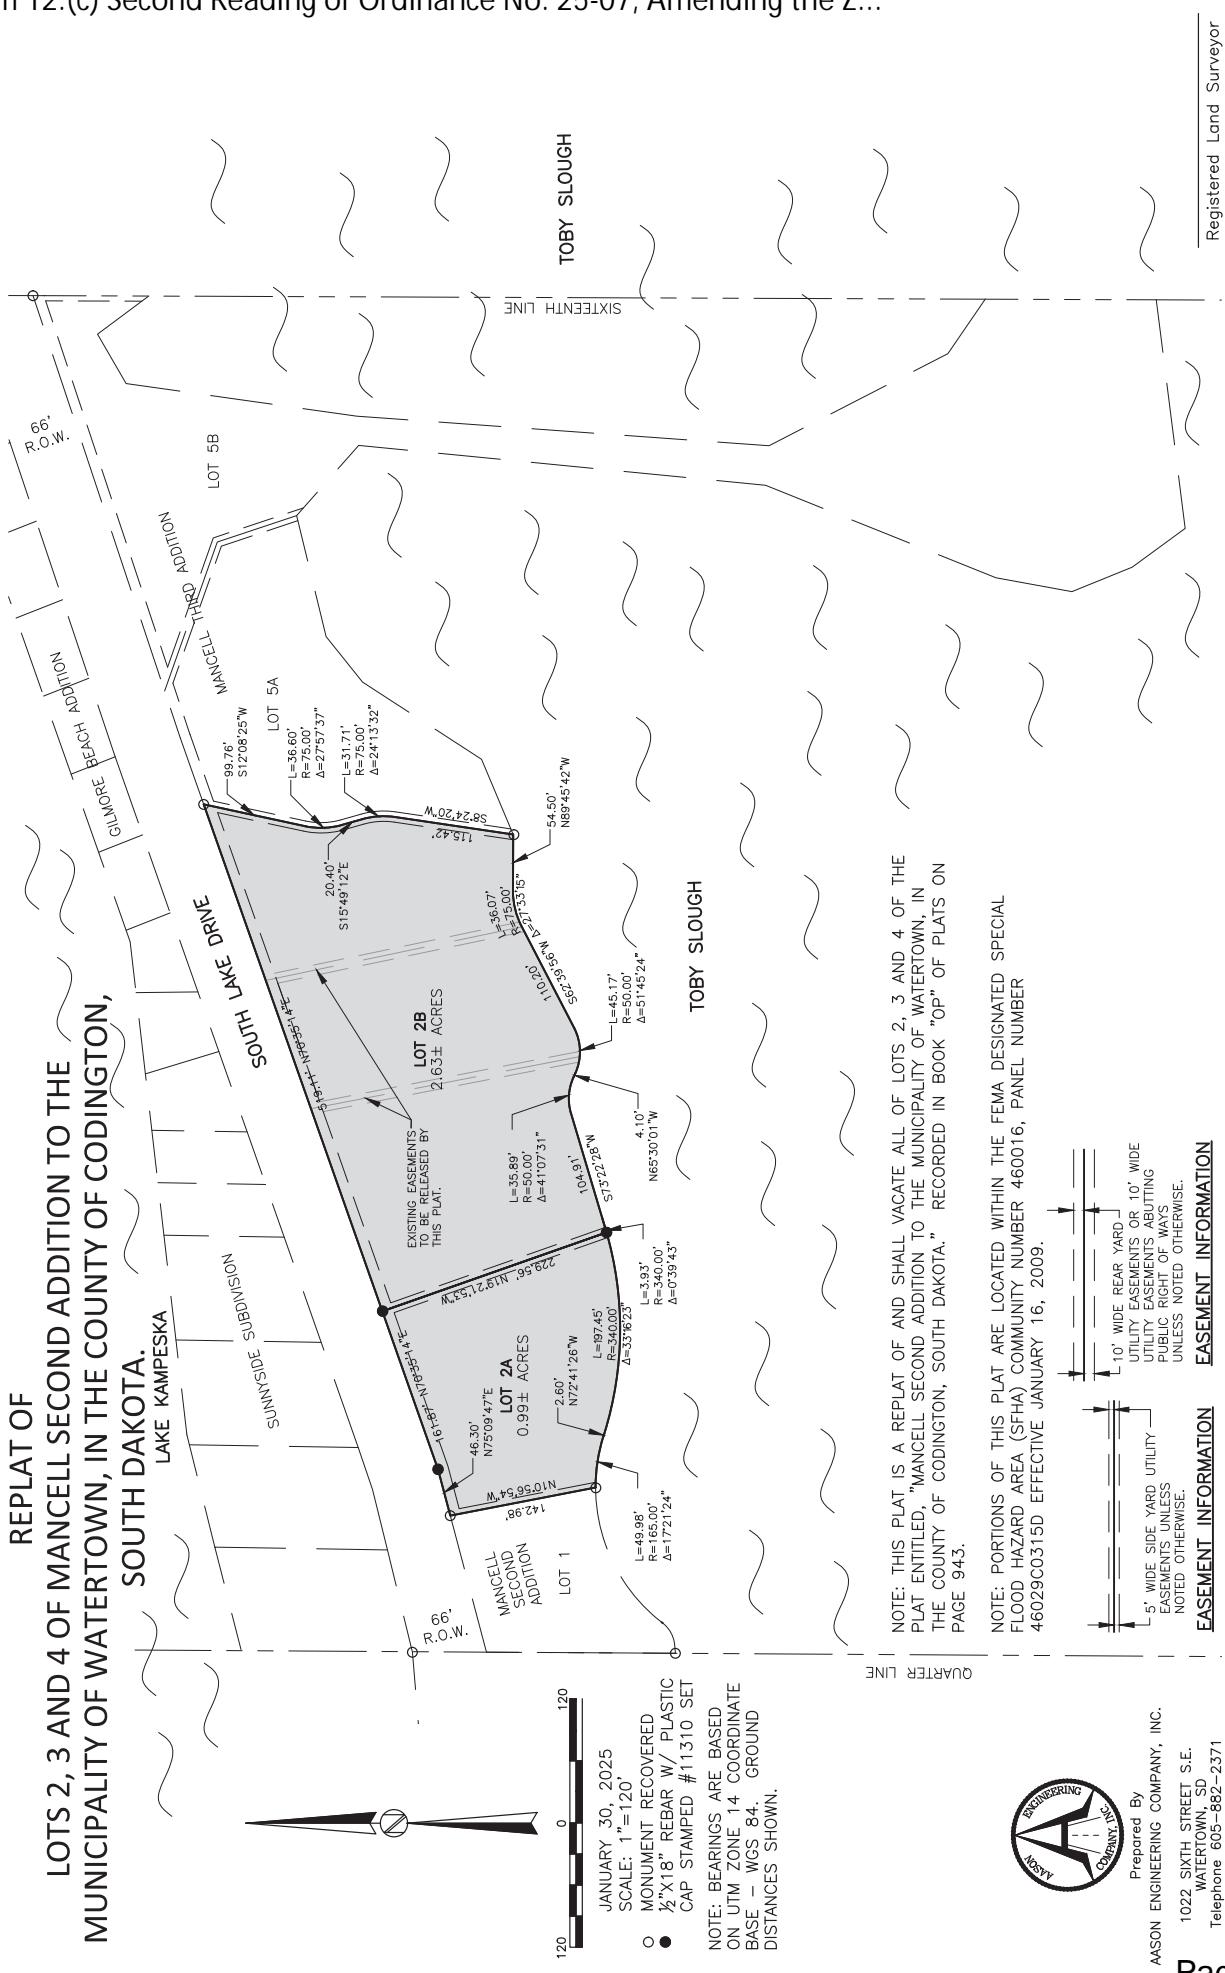 n 12.(c) Second Reading of Ordinance No. 25-07, Amending the Z...
REPLAT OF
LOTS 2, 3 AND 4 OF MANCELL SECOND ADDITION TO THE
MUNICIPALITY OF WATERTOWN, IN THE COUNTY OF CODINGTON,
SOUTH DAKOTA.
LAKE KAMPESKA
SUNNYSIDE SUBDIVISION
GILMORE BEACH ADDITION
SOUTH LAKE DRIVE
66'
R.O.W.
66'
R.O.W.
MANCELL THIRD ADDITION
LOT 5B
LOT 5A
SIXTEENTH LINE
TOBY SLOUGH
TOBY SLOUGH
QUARTER LINE
MANCELL
SECOND
ADDITION
LOT 1
LOT 2A
0.99± ACRES
LOT 2B
2.63± ACRES
EXISTING EASEMENTS
TO BE RELEASED BY
THIS PLAT.
519.11' N70°35'14"E
161.87' N70°35'14"E
46.30'
N75°09'47"E
142.98'
N10°56'54"W
L=49.98'
R=165.00'
Δ=17°21'24"
2.60'
N72°41'26"W
L=197.45'
R=340.00'
Δ=33°16'23"
229.56' N19°21'53"W
L=3.93'
R=340.00'
Δ=0°39'43"
104.91'
S73°22'28"W
L=35.89'
R=50.00'
Δ=41°07'31"
4.10'
N65°30'01"W
L=45.17'
R=50.00'
Δ=51°45'24"
110.20'
S62°39'56"W
L=36.07'
R=75.00'
Δ=27°33'15"
54.50'
N89°45'42"W
115.42'
S8°24'20"W
L=31.71'
R=75.00'
Δ=24°13'32"
20.40'
S15°49'12"E
L=36.60'
R=75.00'
Δ=27°57'37"
99.76'
S12°08'25"W
120
0
120
JANUARY 30, 2025
SCALE: 1"=120'
MONUMENT RECOVERED
½"X18" REBAR W/ PLASTIC
CAP STAMPED #11310 SET
NOTE: BEARINGS ARE BASED
ON UTM ZONE 14 COORDINATE
BASE – WGS 84. GROUND
DISTANCES SHOWN.
NOTE: THIS PLAT IS A REPLAT OF AND SHALL VACATE ALL OF LOTS 2, 3 AND 4 OF THE
PLAT ENTITLED, "MANCELL SECOND ADDITION TO THE MUNICIPALITY OF WATERTOWN, IN
THE COUNTY OF CODINGTON, SOUTH DAKOTA." RECORDED IN BOOK "OP" OF PLATS ON
PAGE 943.
NOTE: PORTIONS OF THIS PLAT ARE LOCATED WITHIN THE FEMA DESIGNATED SPECIAL
FLOOD HAZARD AREA (SFHA) COMMUNITY NUMBER 460016, PANEL NUMBER
46029C0315D EFFECTIVE JANUARY 16, 2009.
5' WIDE SIDE YARD UTILITY
EASEMENTS UNLESS
NOTED OTHERWISE.
EASEMENT INFORMATION
10' WIDE REAR YARD
UTILITY EASEMENTS OR 10' WIDE
UTILITY EASEMENTS ABUTTING
PUBLIC RIGHT OF WAYS
UNLESS NOTED OTHERWISE.
EASEMENT INFORMATION
AASON ENGINEERING COMPANY, INC.
Prepared By
AASON ENGINEERING COMPANY, INC.
1022 SIXTH STREET S.E.
WATERTOWN, SD
Telephone 605-882-2371
Registered Land Surveyor